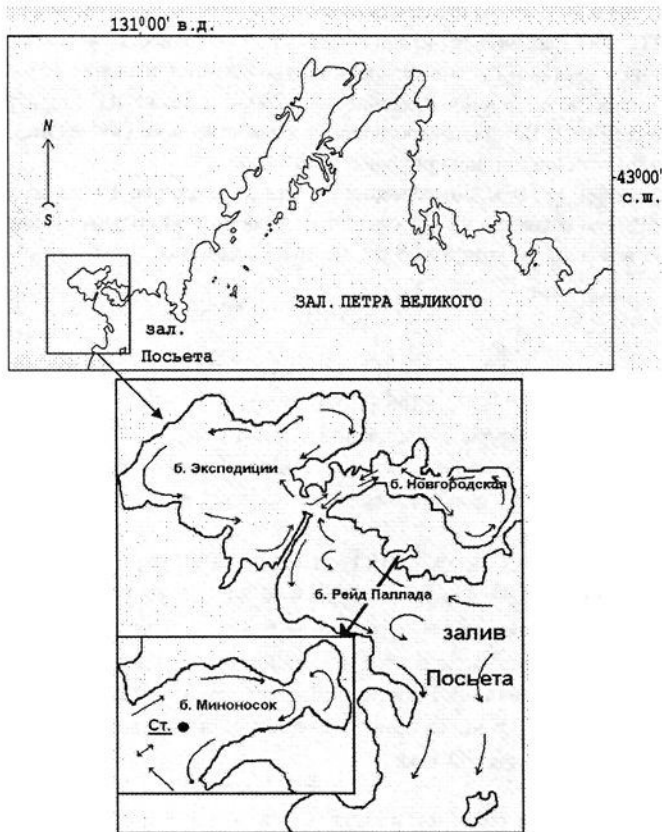 131⁰00' в.д.
N
S
43⁰00'
с.ш.
ЗАЛ. ПЕТРА ВЕЛИКОГО
зал.
Посьета
б. Экспедиции
б. Новгородская
б. Рейд Паллада
залив
Посьета
б. Миноносок
Ст.